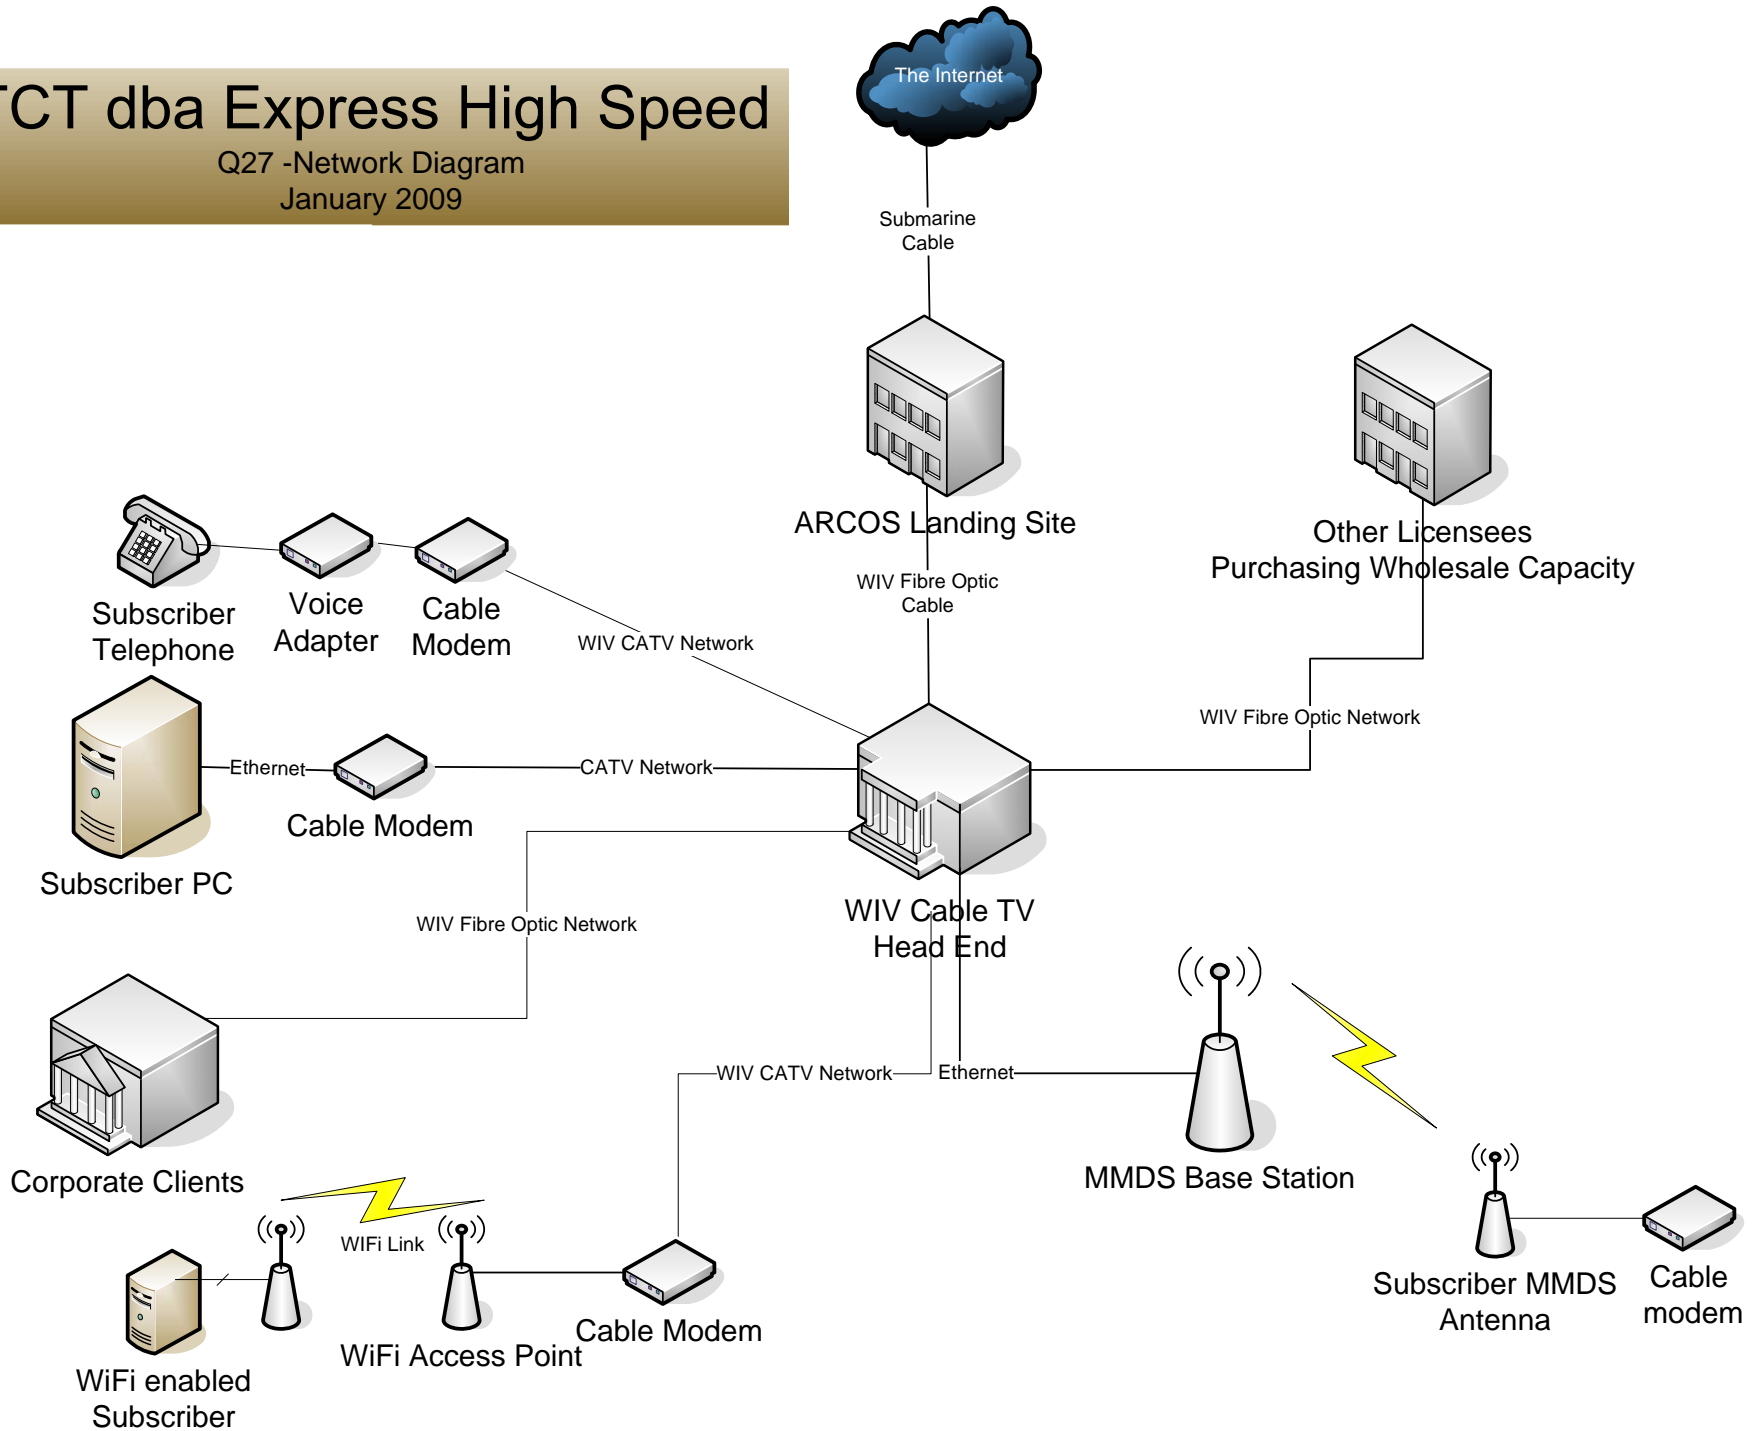 TCT dba Express High Speed
Q27 -Network Diagram
January 2009
The Internet
Submarine
Cable
ARCOS Landing Site
Other Licensees
Purchasing Wholesale Capacity
WIV Fibre Optic
Cable
Subscriber
Telephone
Voice
Adapter
Cable
Modem
WIV CATV Network
WIV Fibre Optic Network
Ethernet
CATV Network
Cable Modem
Subscriber PC
WIV Fibre Optic Network
WIV Cable TV
Head End
WIV CATV Network
Ethernet
Corporate Clients
MMDS Base Station
WIFi Link
Subscriber MMDS
Antenna
Cable
modem
Cable Modem
WiFi Access Point
WiFi enabled
Subscriber